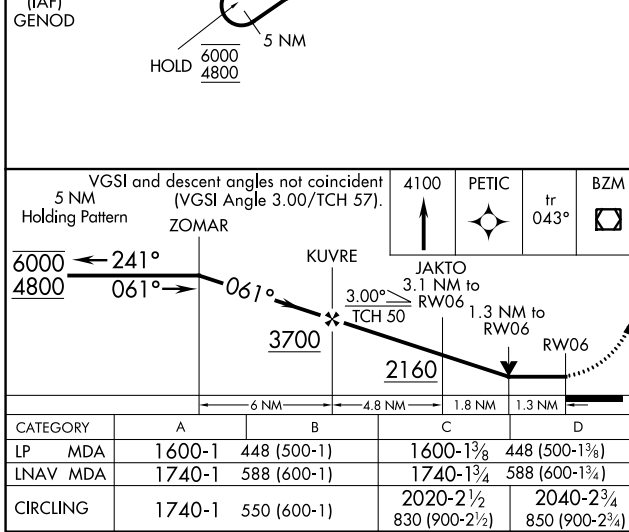 (IAF)
GENOD
5 NM
HOLD 6000
4800
VGSI and descent angles not coincident
(VGSI Angle 3.00/TCH 57).
5 NM
Holding Pattern
ZOMAR
4100
PETIC
tr
043°
BZM
6000
4800
241°
061°
061°
KUVRE
3700
3.00°
TCH 50
JAKTO
3.1 NM to
RW06
2160
1.3 NM to
RW06
RW06
6 NM
4.8 NM
1.8 NM
1.3 NM
CATEGORY A B C D
LP MDA 1600-1 448 (500-1) 1600-1⅜ 448 (500-1⅜)
LNAV MDA 1740-1 588 (600-1) 1740-1¾ 588 (600-1¾)
CIRCLING 1740-1 550 (600-1) 2020-2½ 2040-2¾
830 (900-2½) 850 (900-2¾)